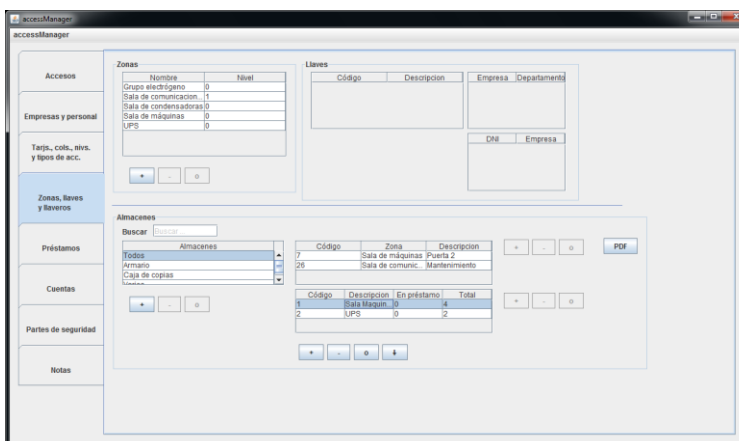 accessManager
accessManager
Accesos
Empresas y personal
Tarjs., cols., nivs.
y tipos de acc.
Zonas, llaves
y llaveros
Préstamos
Cuentas
Partes de seguridad
Notas
Zonas
Nombre Nivel
Grupo electrógeno 0
Sala de comunicacion... 1
Sala de condensadoras 0
Sala de máquinas 0
UPS 0
+ - o
Llaves
Código Descripcion
Empresa Departamento
DNI Empresa
Almacenes
Buscar Buscar...
Almacenes
Todos
Armario
Caja de copias
Varios
+ - o
Código Zona Descripcion
7 Sala de máquinas Puerta 2
26 Sala de comunic... Mantenimiento
+ - o
PDF
Código Descripcion En préstamo Total
1 Sala Maquin... 0 4
2 UPS 0 2
+ - o
+ - o